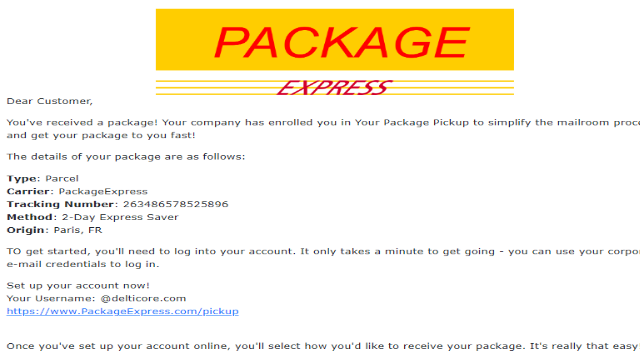 PACKAGE
EXPRESS
Dear Customer,
You've received a package! Your company has enrolled you in Your Package Pickup to simplify the mailroom
and get your package to you fast!
The details of your package are as follows:
Type: Parcel
Carrier: PackageExpress
Tracking Number: 263486578525896
Method: 2-Day Express Saver
Origin: Paris, FR
TO get started, you'll need to log into your account. It only takes a minute to get going - you can use your
e-mail credentials to log in.
Set up your account now!
Your Username: @delticore.com
https://www.PackageExpress.com/pickup
Once you've set up your account online, you'll select how you'd like to receive your package. It's really that easy